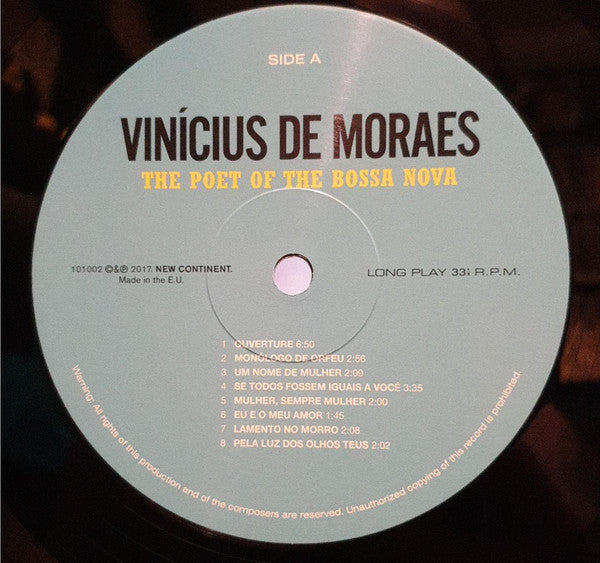 SIDE A
VINÍCIUS DE MORAES
THE POET OF THE BOSSA NOVA
101002 ©&℗ 2017. NEW CONTINENT.
Made in the E.U.
LONG PLAY 33⅓ R.P.M.
1 OUVERTURE 6:50
2 MONÓLOGO DE ORFEU 2:56
3 UM NOME DE MULHER 2:09
4 SE TODOS FOSSEM IGUAIS A VOCÊ 3:35
5 MULHER, SEMPRE MULHER 2:00
6 EU E O MEU AMOR 1:45
7 LAMENTO NO MORRO 2:08
8 PELA LUZ DOS OLHOS TEUS 2:02
Warning: All rights of this production and of the composers are reserved. Unauthorized copying of this record is prohibited.